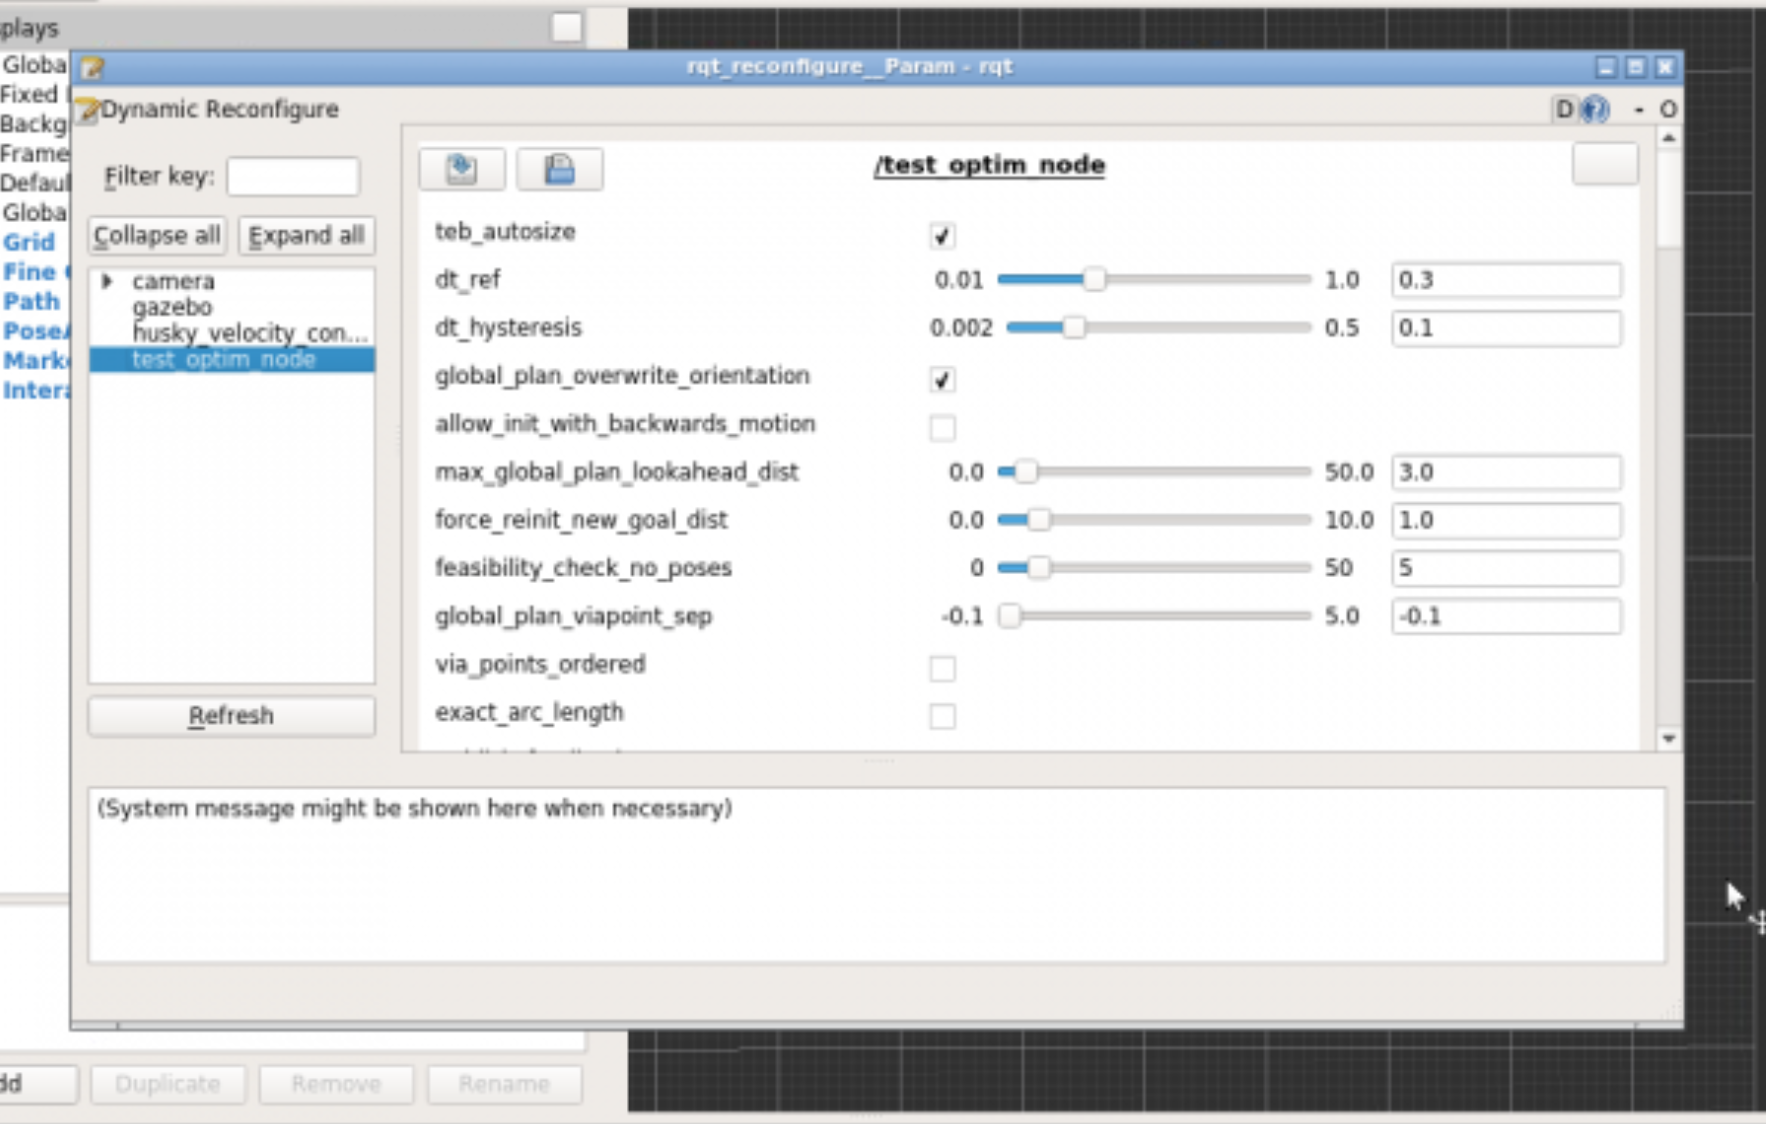 plays
rqt_reconfigure__Param - rqt
Globa
Fixed
Backg
Frame
Defaul
Globa
Grid
Fine
Path
Pose
Mark
Inter
Dynamic Reconfigure
D - O
Filter key:
Collapse all Expand all
camera
gazebo
husky_velocity_con...
test_optim_node
Refresh
/test_optim_node
teb_autosize
dt_ref 0.01 1.0 0.3
dt_hysteresis 0.002 0.5 0.1
global_plan_overwrite_orientation
allow_init_with_backwards_motion
max_global_plan_lookahead_dist 0.0 50.0 3.0
force_reinit_new_goal_dist 0.0 10.0 1.0
feasibility_check_no_poses 0 50 5
global_plan_viapoint_sep -0.1 5.0 -0.1
via_points_ordered
exact_arc_length
(System message might be shown here when necessary)
dd Duplicate Remove Rename